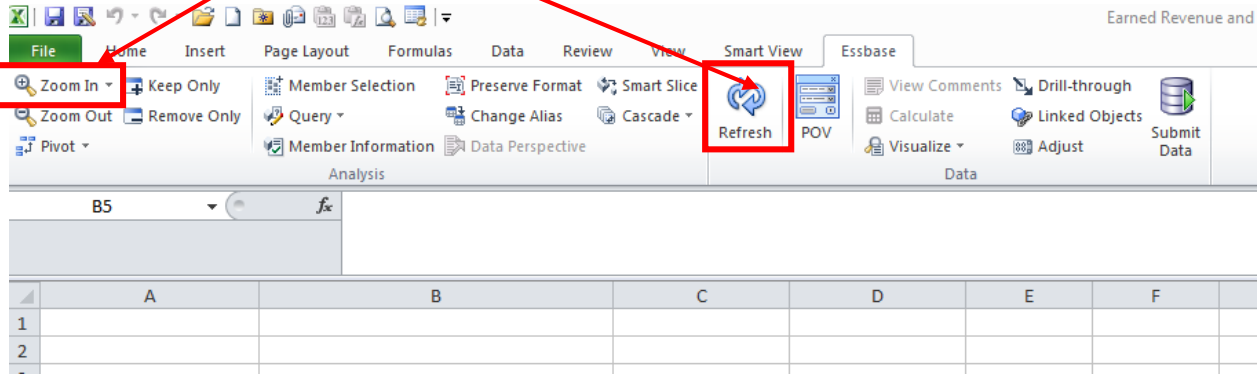 Earned Revenue and
File Home Insert Page Layout Formulas Data Review View Smart View Essbase
Zoom In Keep Only Member Selection Preserve Format Smart Slice View Comments Drill-through
Zoom Out Remove Only Query Change Alias Cascade Refresh POV Calculate Linked Objects Submit
Pivot Member Information Data Perspective Visualize Adjust Data
Analysis Data
B5 fx
A B C D E F
1
2